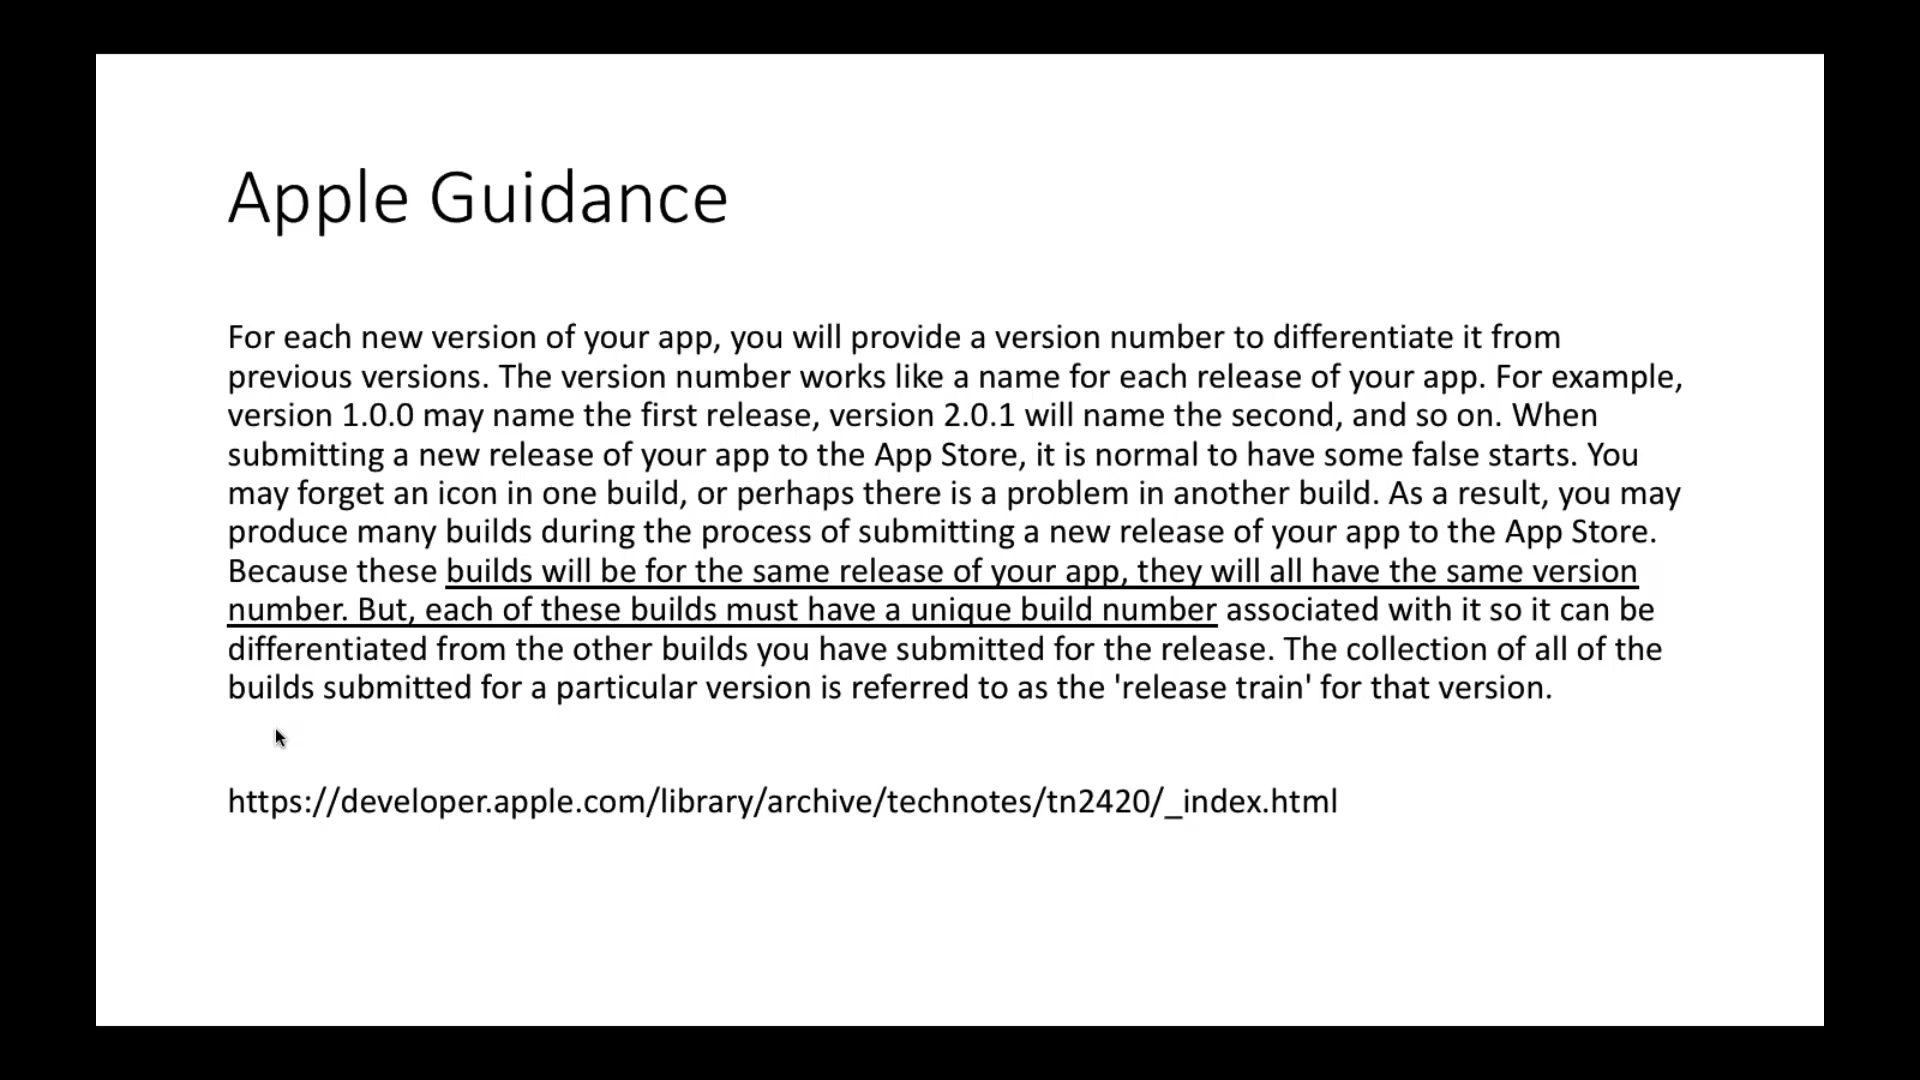 Apple Guidance
For each new version of your app, you will provide a version number to differentiate it from
previous versions. The version number works like a name for each release of your app. For example,
version 1.0.0 may name the first release, version 2.0.1 will name the second, and so on. When
submitting a new release of your app to the App Store, it is normal to have some false starts. You
may forget an icon in one build, or perhaps there is a problem in another build. As a result, you may
produce many builds during the process of submitting a new release of your app to the App Store.
Because these builds will be for the same release of your app, they will all have the same version
number. But, each of these builds must have a unique build number associated with it so it can be
differentiated from the other builds you have submitted for the release. The collection of all of the
builds submitted for a particular version is referred to as the 'release train' for that version.
https://developer.apple.com/library/archive/technotes/tn2420/_index.html